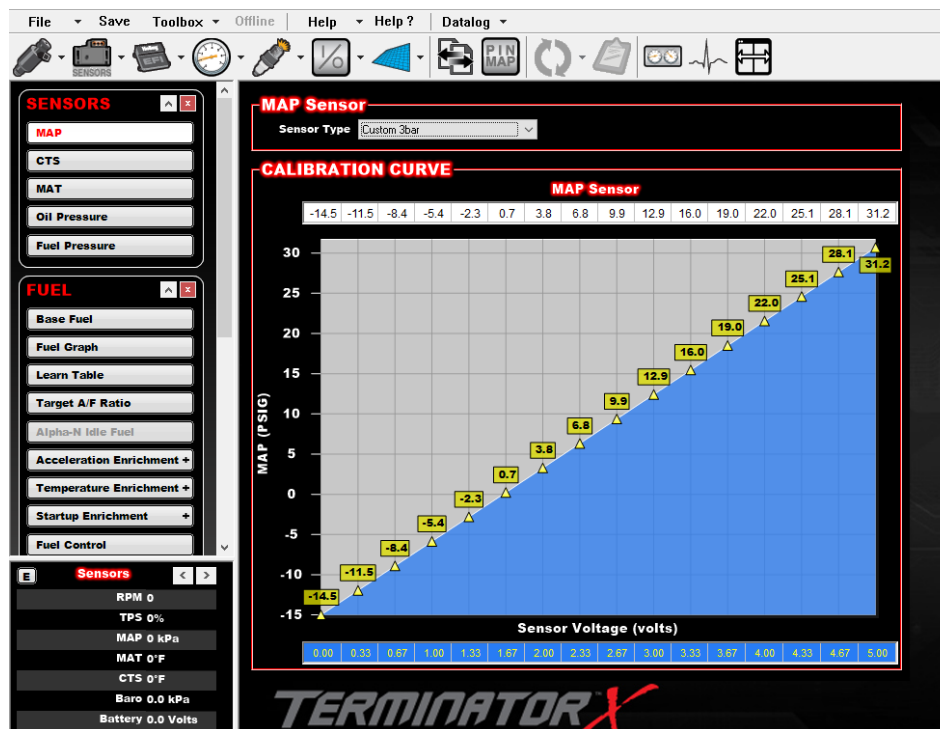 File Save Toolbox Offline Help Help ? Datalog
SENSORS EFI I/O PIN MAP
SENSORS
MAP
CTS
MAT
Oil Pressure
Fuel Pressure
FUEL
Base Fuel
Fuel Graph
Learn Table
Target A/F Ratio
Alpha-N Idle Fuel
Acceleration Enrichment +
Temperature Enrichment +
Startup Enrichment +
Fuel Control
E Sensors < >
RPM 0
TPS 0%
MAP 0 kPa
MAT 0°F
CTS 0°F
Baro 0.0 kPa
Battery 0.0 Volts
MAP Sensor
Sensor Type Custom 3bar
CALIBRATION CURVE
MAP Sensor
-14.5 -11.5 -8.4 -5.4 -2.3 0.7 3.8 6.8 9.9 12.9 16.0 19.0 22.0 25.1 28.1 31.2
MAP (PSIG)
30
25
20
15
10
5
0
-5
-10
-15
-14.5
-11.5
-8.4
-5.4
-2.3
0.7
3.8
6.8
9.9
12.9
16.0
19.0
22.0
25.1
28.1
31.2
Sensor Voltage (volts)
0.00 0.33 0.67 1.00 1.33 1.67 2.00 2.33 2.67 3.00 3.33 3.67 4.00 4.33 4.67 5.00
TERMINATOR X